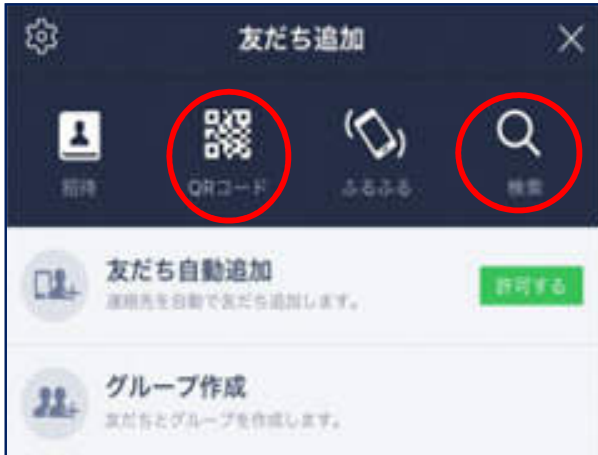 友だち追加
招待 QRコード ふるふる 検索
友だち自動追加
連絡先を自動で友だち追加します。
許可する
グループ作成
友だちとグループを作成します。